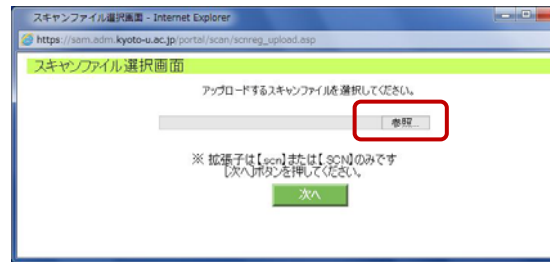 スキャンファイル選択画面 - Internet Explorer
https://sam.adm.kyoto-u.ac.jp/portal/scan/scnreg_upload.asp
スキャンファイル選択画面
アップロードするスキャンファイルを選択してください。
参照...
※ 拡張子は【.scn】または【.SCN】のみです
[次へ]ボタンを押してください。
次へ